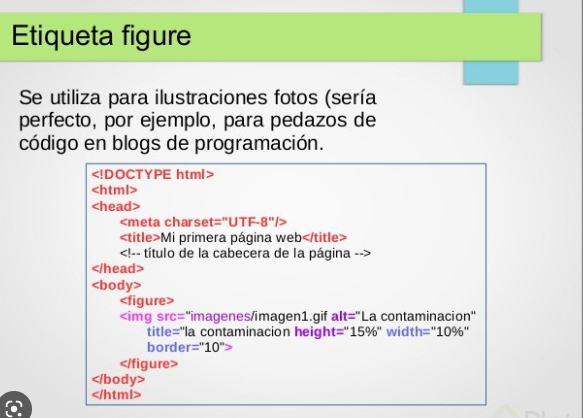 Etiqueta figure
Se utiliza para ilustraciones fotos (sería
perfecto, por ejemplo, para pedazos de
código en blogs de programación.
<!DOCTYPE html>
<html>
<head>
<meta charset="UTF-8"/>
<title>Mi primera página web</title>
<!-- título de la cabecera de la página -->
</head>
<body>
<figure>
<img src="imagenes/imagen1.gif alt="La contaminacion"
title="la contaminacion height="15%" width="10%"
border="10">
</figure>
</body>
</html>